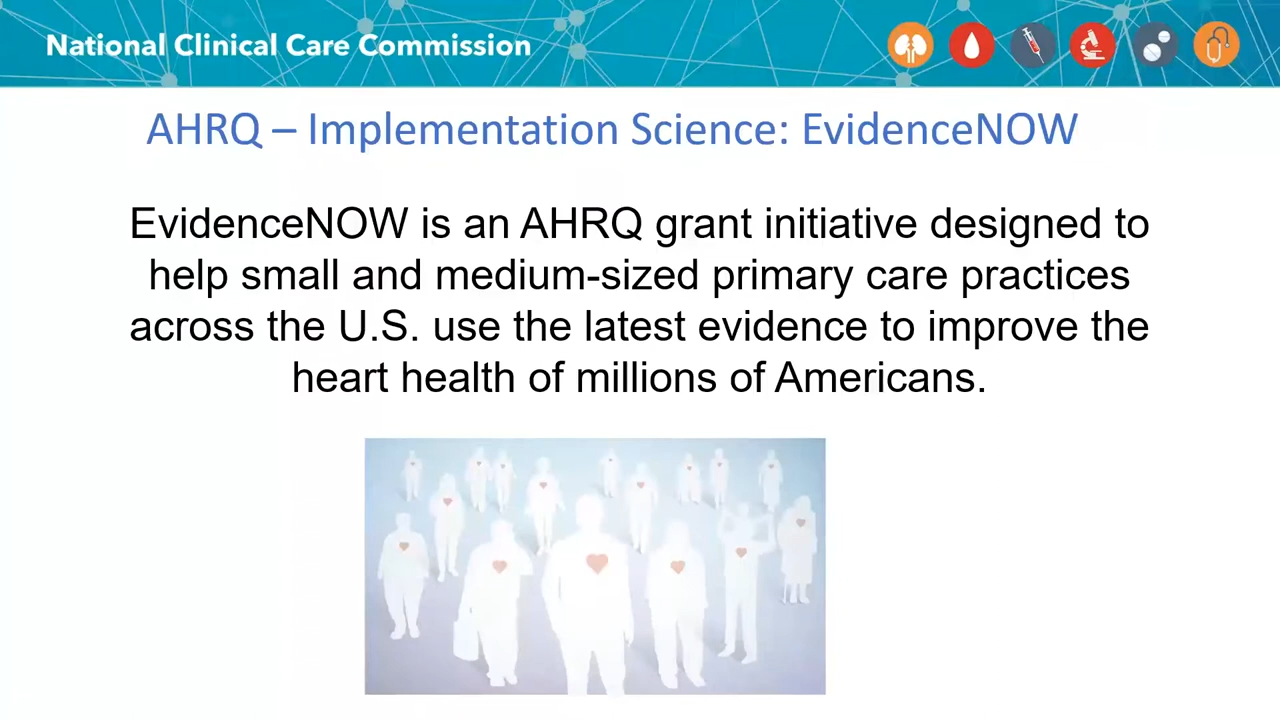 National Clinical Care Commission
AHRQ – Implementation Science: EvidenceNOW
EvidenceNOW is an AHRQ grant initiative designed to
help small and medium-sized primary care practices
across the U.S. use the latest evidence to improve the
heart health of millions of Americans.